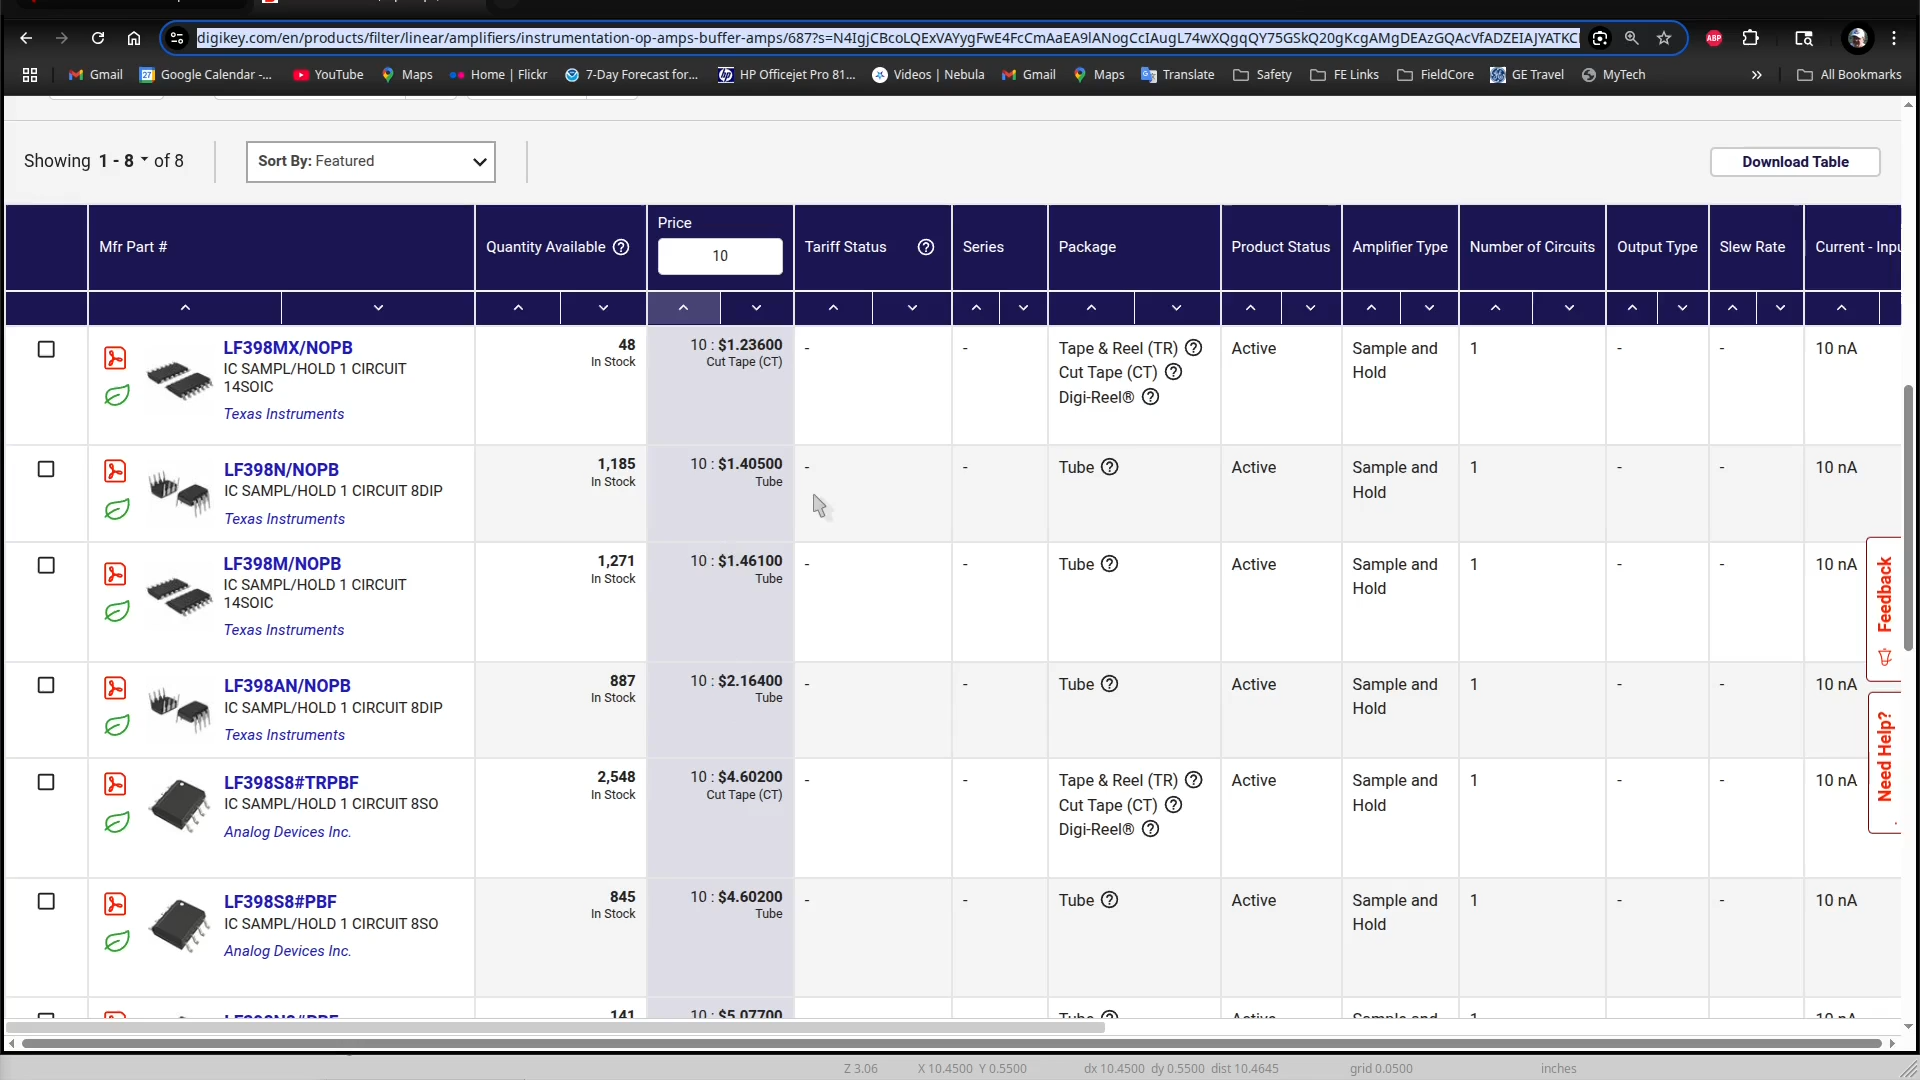 digikey.com/en/products/filter/linear/amplifiers/instrumentation-op-amps-buffer-amps/687?s=N4IgjCBcoLQExVAYygFwE4FcCmAaEA9lANogCcIAugL74wXQgqQY75GSkQ20gKcgAMgDEAzGQAcVfADZEIAJYATKCI
Gmail
Google Calendar -...
YouTube
Maps
Home | Flickr
7-Day Forecast for...
HP Officejet Pro 81...
Videos | Nebula
Gmail
Maps
Translate
Safety
FE Links
FieldCore
GE Travel
MyTech
»
All Bookmarks
Showing 1 - 8 of 8
Sort By: Featured
Download Table
Mfr Part #
Quantity Available
Price
10
Tariff Status
Series
Package
Product Status
Amplifier Type
Number of Circuits
Output Type
Slew Rate
Current - Inpu
LF398MX/NOPB
IC SAMPL/HOLD 1 CIRCUIT
14SOIC
Texas Instruments
48
In Stock
10 : $1.23600
Cut Tape (CT)
-
-
Tape & Reel (TR)
Cut Tape (CT)
Digi-Reel®
Active
Sample and
Hold
1
-
-
10 nA
LF398N/NOPB
IC SAMPL/HOLD 1 CIRCUIT 8DIP
Texas Instruments
1,185
In Stock
10 : $1.40500
Tube
-
-
Tube
Active
Sample and
Hold
1
-
-
10 nA
LF398M/NOPB
IC SAMPL/HOLD 1 CIRCUIT
14SOIC
Texas Instruments
1,271
In Stock
10 : $1.46100
Tube
-
-
Tube
Active
Sample and
Hold
1
-
-
10 nA
LF398AN/NOPB
IC SAMPL/HOLD 1 CIRCUIT 8DIP
Texas Instruments
887
In Stock
10 : $2.16400
Tube
-
-
Tube
Active
Sample and
Hold
1
-
-
10 nA
LF398S8#TRPBF
IC SAMPL/HOLD 1 CIRCUIT 8SO
Analog Devices Inc.
2,548
In Stock
10 : $4.60200
Cut Tape (CT)
-
-
Tape & Reel (TR)
Cut Tape (CT)
Digi-Reel®
Active
Sample and
Hold
1
-
-
10 nA
LF398S8#PBF
IC SAMPL/HOLD 1 CIRCUIT 8SO
Analog Devices Inc.
845
In Stock
10 : $4.60200
Tube
-
-
Tube
Active
Sample and
Hold
1
-
-
10 nA
141
10 : $5.07700
Tube
Active
Sample and
1
10 nA
Feedback
Need Help?
ABP
Z 3.06
X 10.4500 Y 0.5500
dx 10.4500 dy 0.5500 dist 10.4645
grid 0.0500
inches